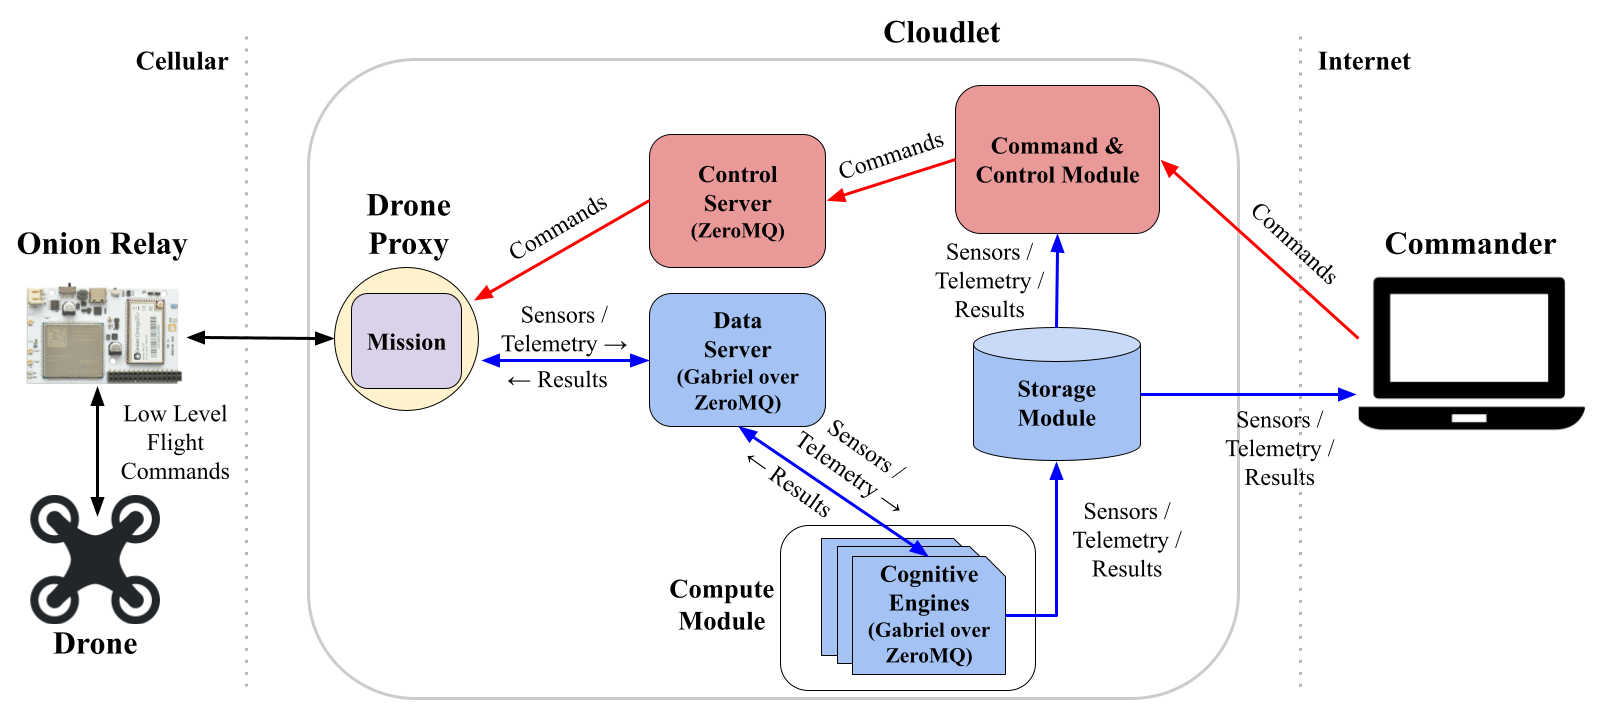 Cloudlet
Cellular
Internet
Command &
Control Module
Commands
Control
Server
(ZeroMQ)
Commands
Commands
Drone
Proxy
Onion Relay
Commander
Sensors /
Telemetry /
Results
Mission
Sensors /
Telemetry →
← Results
Data
Server
(Gabriel over
ZeroMQ)
Storage
Module
Low Level
Flight
Commands
Sensors /
Telemetry →
← Results
Sensors /
Telemetry /
Results
Sensors /
Telemetry /
Results
Compute
Module
Cognitive
Engines
(Gabriel over
ZeroMQ)
Drone